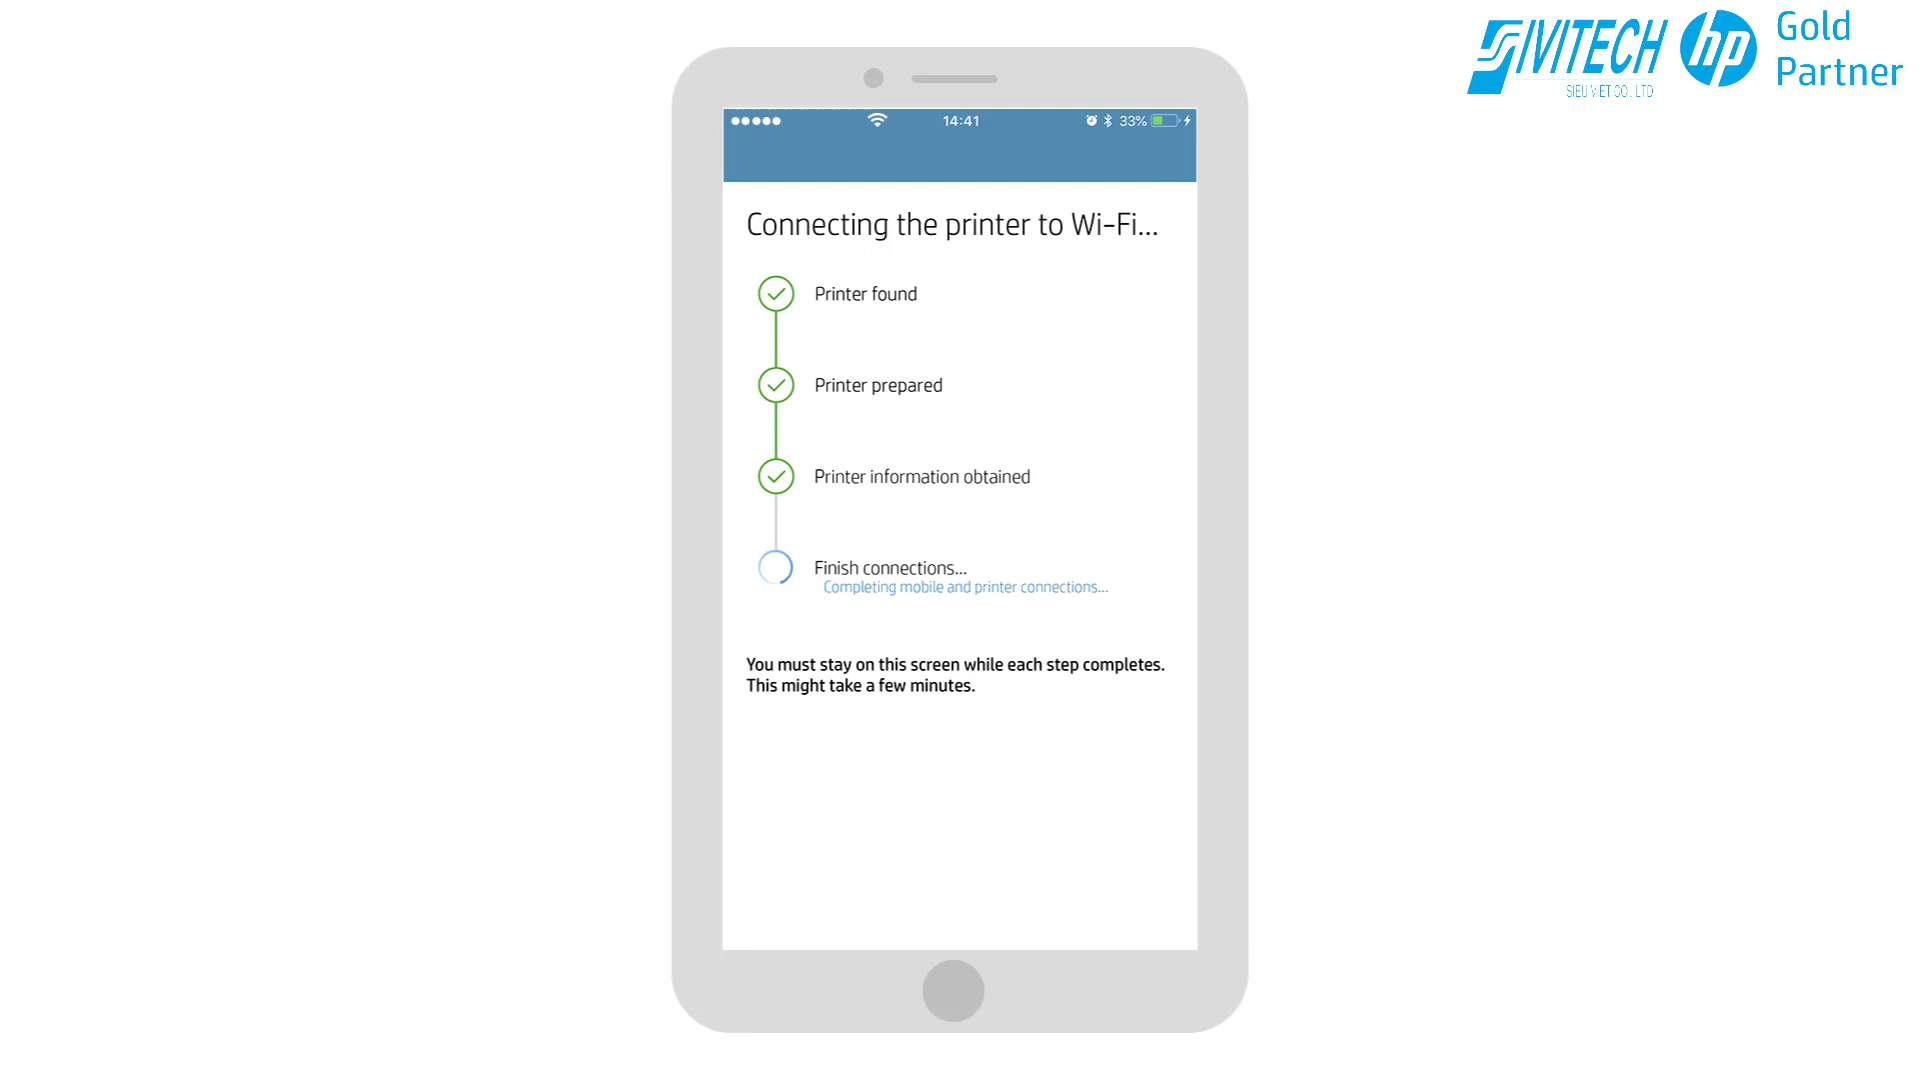 SIVITECH
SIEU VIET CO., LTD
hp
Gold
Partner
14:41
33%
Connecting the printer to Wi-Fi...
Printer found
Printer prepared
Printer information obtained
Finish connections...
Completing mobile and printer connections...
You must stay on this screen while each step completes.
This might take a few minutes.